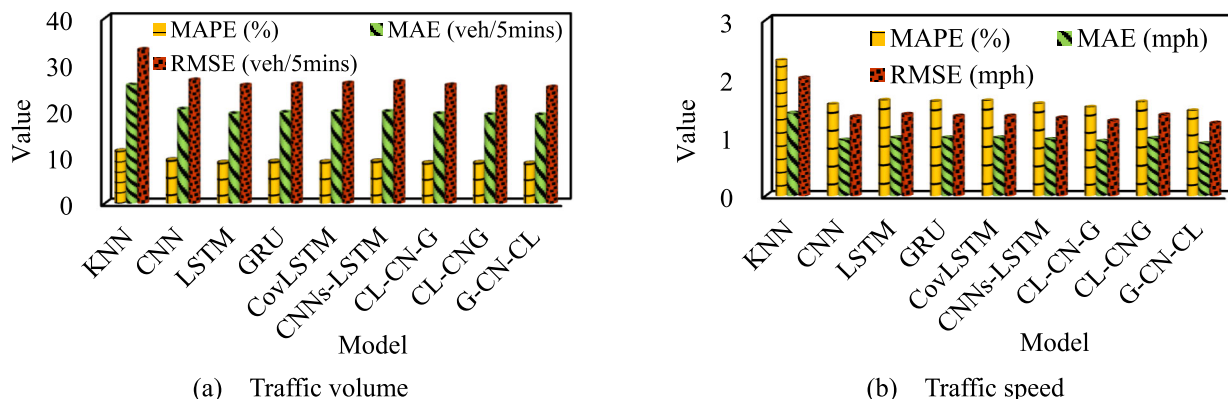 40
30
20
10
0
Value
MAPE (%)
MAE (veh/5mins)
RMSE (veh/5mins)
KNN
CNN
LSTM
GRU
CovLSTM
CNNs-LSTM
CL-CN-G
CL-CNG
G-CN-CL
Model
(a) Traffic volume
3
2
1
0
Value
MAPE (%)
MAE (mph)
RMSE (mph)
KNN
CNN
LSTM
GRU
CovLSTM
CNNs-LSTM
CL-CN-G
CL-CNG
G-CN-CL
Model
(b) Traffic speed